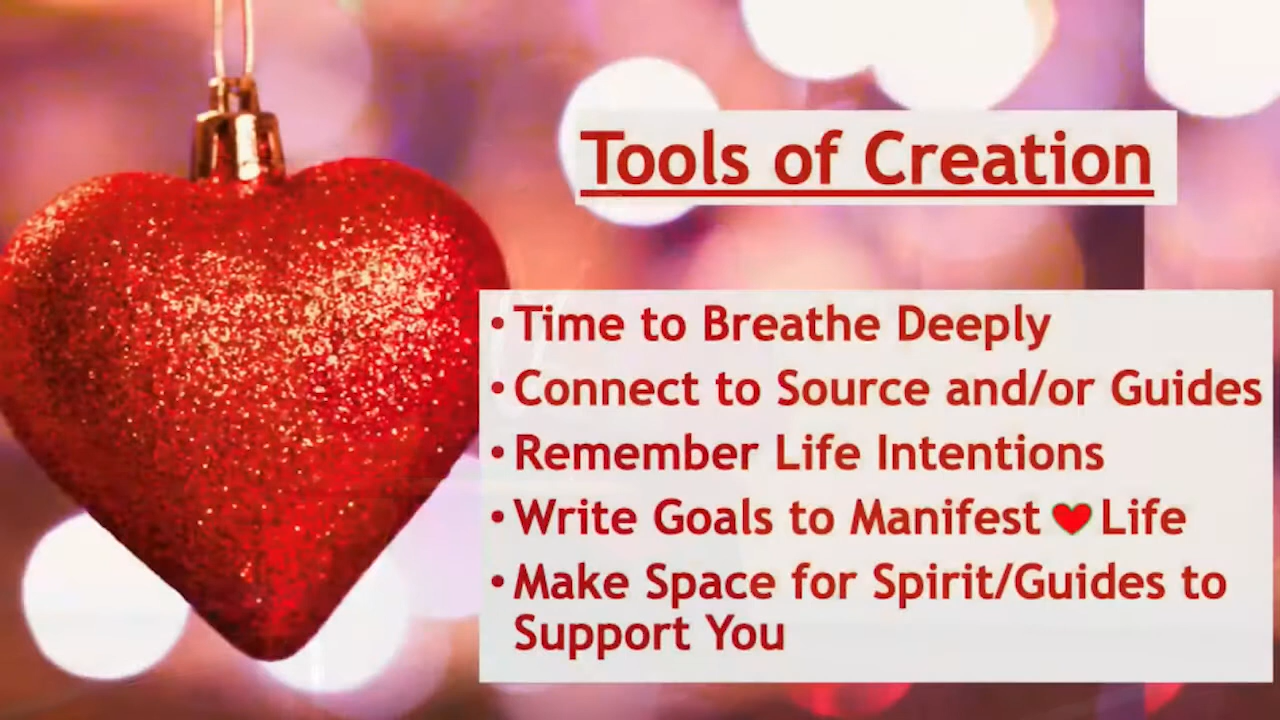 Tools of Creation
• Time to Breathe Deeply
• Connect to Source and/or Guides
• Remember Life Intentions
• Write Goals to Manifest ❤ Life
• Make Space for Spirit/Guides to
Support You